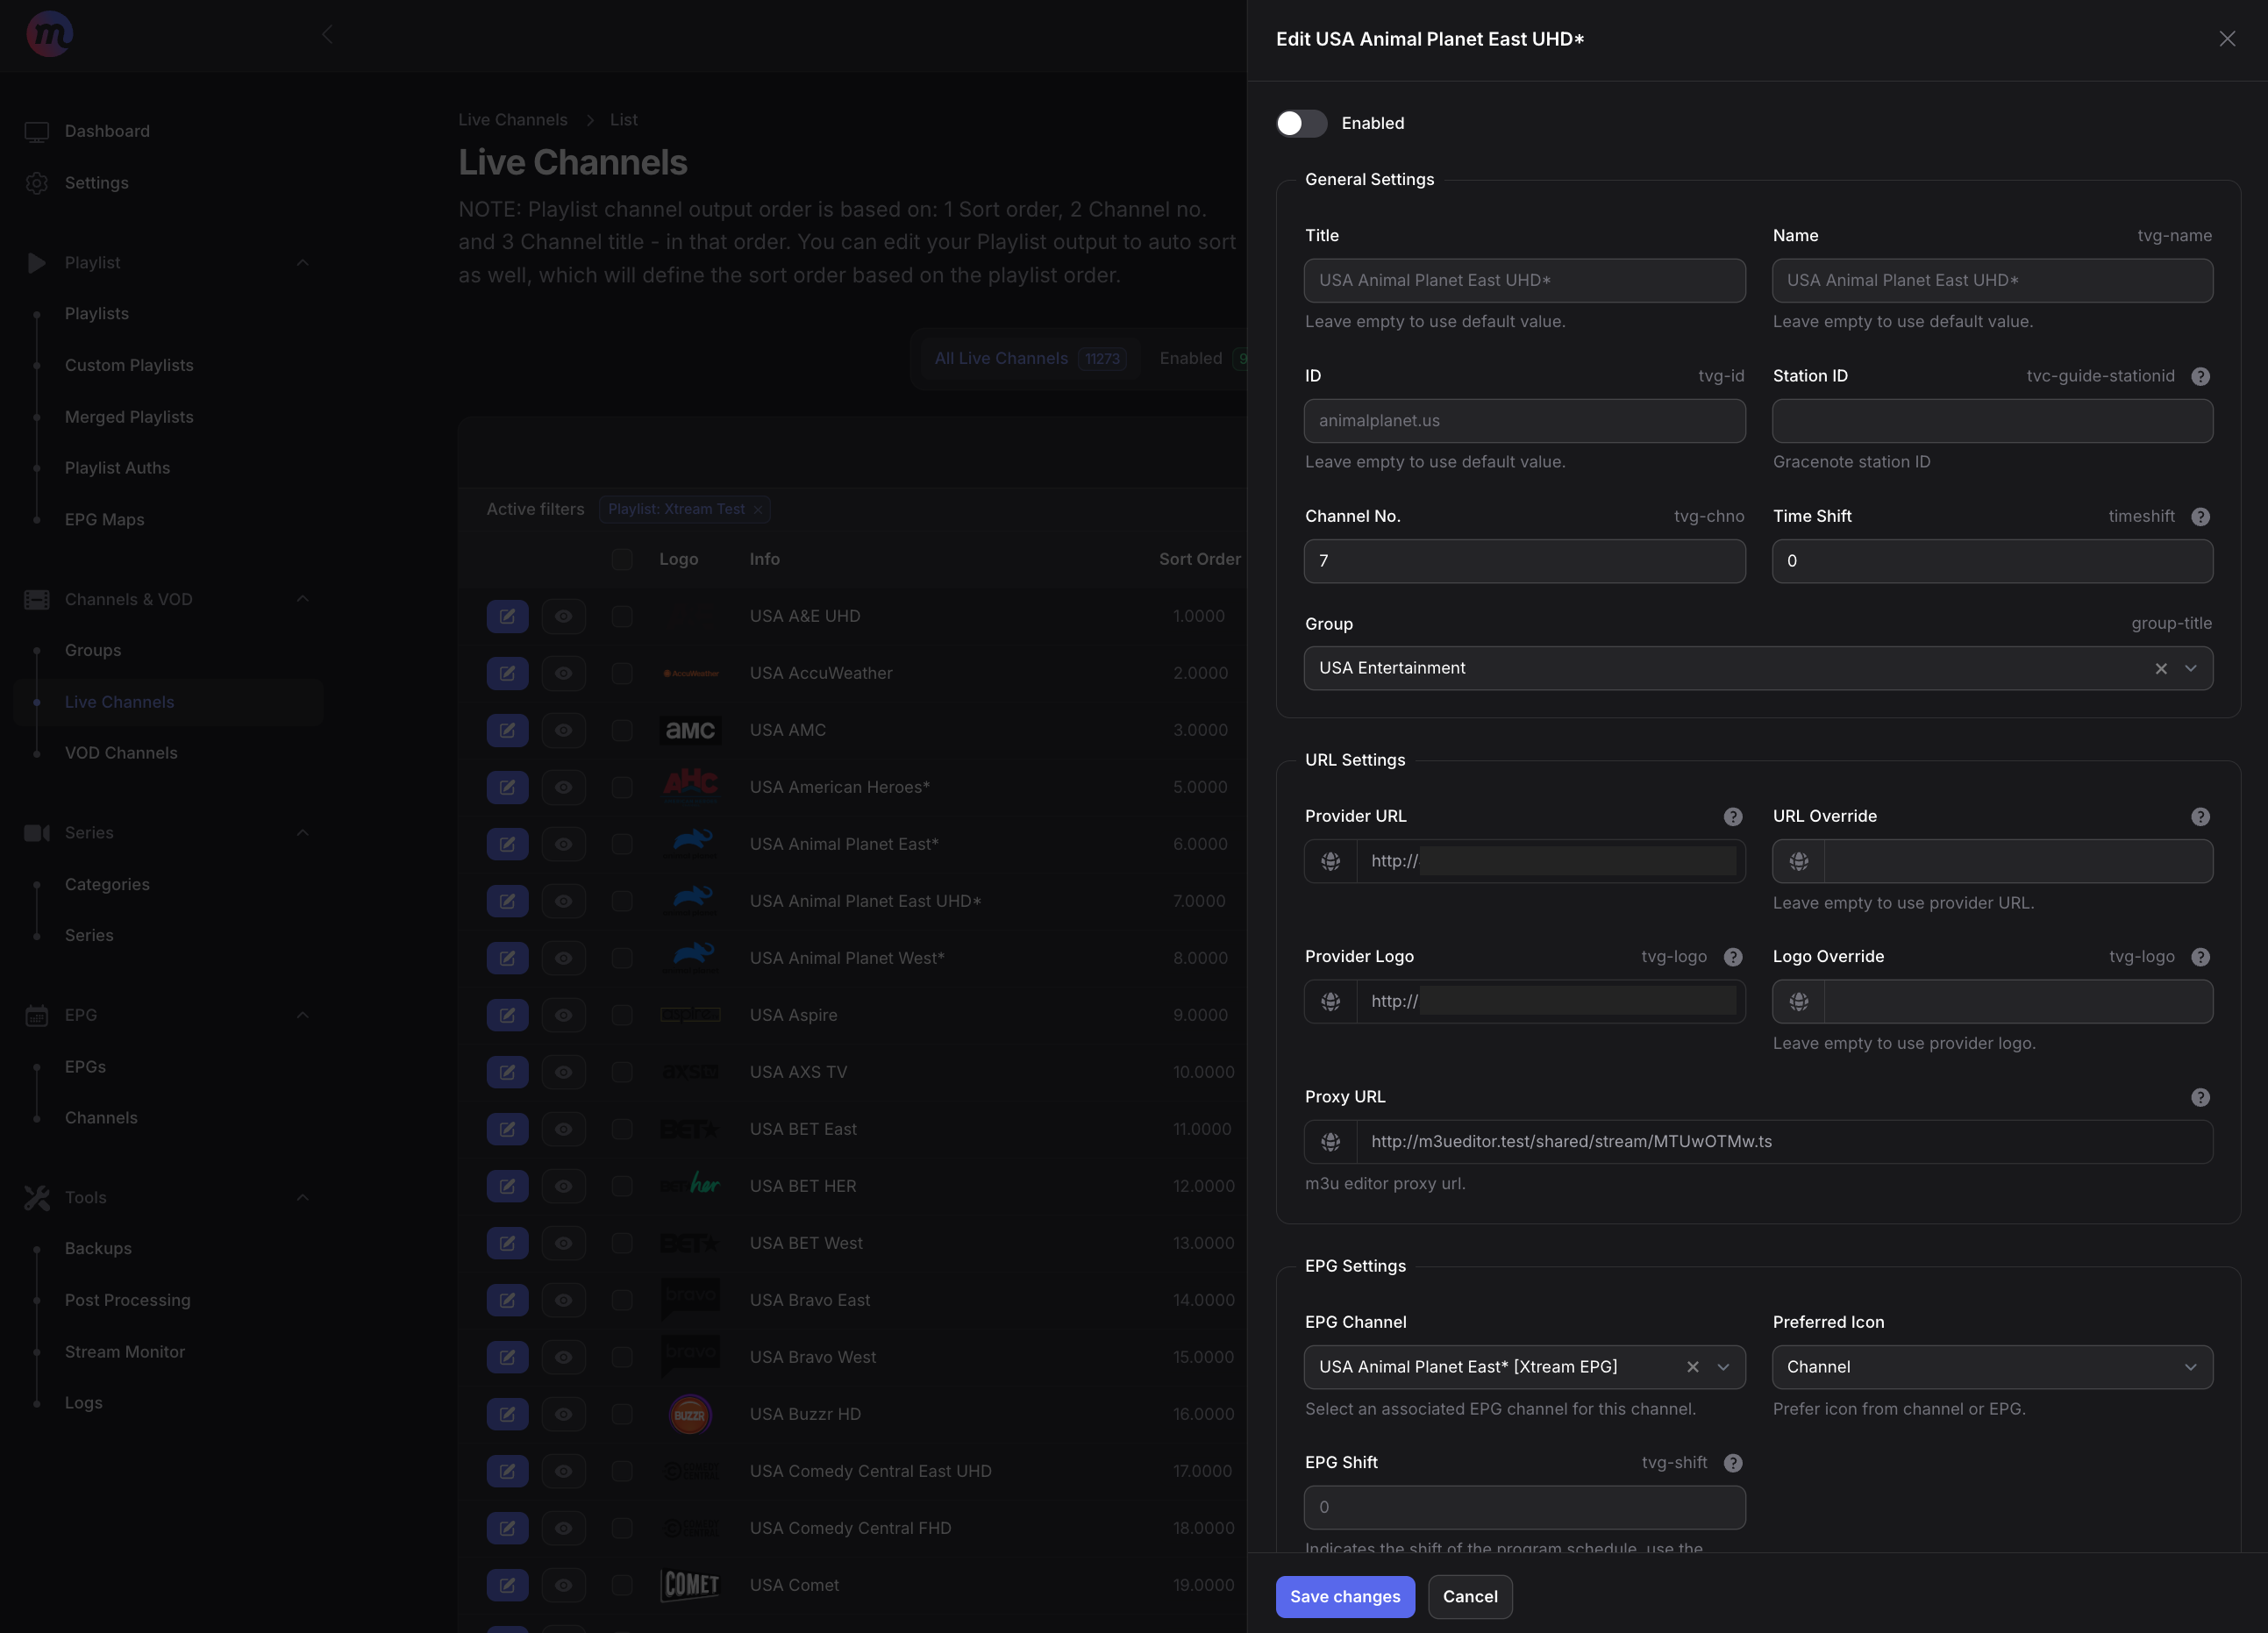 m
Dashboard
Settings
Playlist
Playlists
Custom Playlists
Merged Playlists
Playlist Auths
EPG Maps
Channels & VOD
Groups
Live Channels
VOD Channels
Series
Categories
Series
EPG
EPGs
Channels
Tools
Backups
Post Processing
Stream Monitor
Logs
Live Channels > List
Live Channels
NOTE: Playlist channel output order is based on: 1 Sort order, 2 Channel no.
and 3 Channel title - in that order. You can edit your Playlist output to auto sort
as well, which will define the sort order based on the playlist order.
All Live Channels 11273 Enabled 9
Active filters Playlist: Xtream Test ×
Logo Info Sort Order
USA A&E UHD 1.0000
AccuWeather USA AccuWeather 2.0000
aMC USA AMC 3.0000
AHC USA American Heroes* 5.0000
USA Animal Planet East* 6.0000
USA Animal Planet East UHD* 7.0000
USA Animal Planet West* 8.0000
USA Aspire 9.0000
axs tv USA AXS TV 10.0000
BET★ USA BET East 11.0000
BET her USA BET HER 12.0000
BET★ USA BET West 13.0000
bravo USA Bravo East 14.0000
bravo USA Bravo West 15.0000
BUZZR USA Buzzr HD 16.0000
COMEDY CENTRAL USA Comedy Central East UHD 17.0000
COMEDY CENTRAL USA Comedy Central FHD 18.0000
COMET USA Comet 19.0000
Edit USA Animal Planet East UHD*
Enabled
General Settings
Title Name tvg-name
USA Animal Planet East UHD* USA Animal Planet East UHD*
Leave empty to use default value. Leave empty to use default value.
ID tvg-id Station ID tvc-guide-stationid ?
animalplanet.us
Leave empty to use default value. Gracenote station ID
Channel No. tvg-chno Time Shift timeshift ?
7 0
Group group-title
USA Entertainment
URL Settings
Provider URL ? URL Override ?
http://
Leave empty to use provider URL.
Provider Logo tvg-logo ? Logo Override tvg-logo ?
http://
Leave empty to use provider logo.
Proxy URL ?
http://m3ueditor.test/shared/stream/MTUwOTMw.ts
m3u editor proxy url.
EPG Settings
EPG Channel Preferred Icon
USA Animal Planet East* [Xtream EPG] Channel
Select an associated EPG channel for this channel. Prefer icon from channel or EPG.
EPG Shift tvg-shift ?
0
Indicates the shift of the program schedule, use the
Save changes Cancel